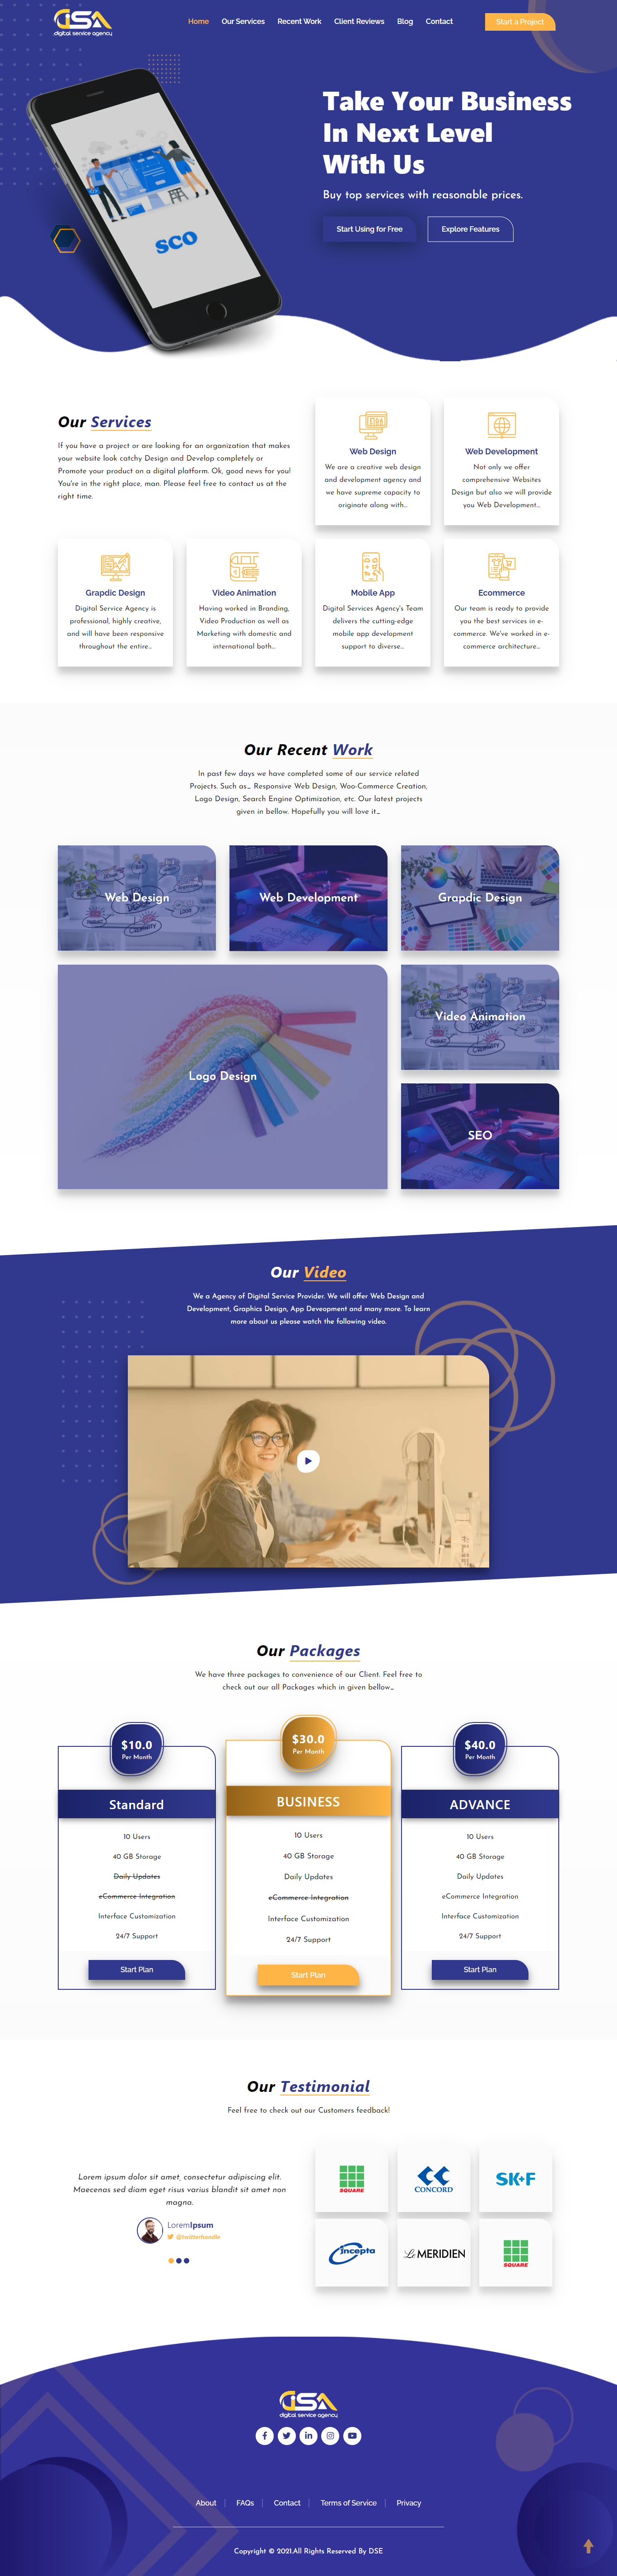 DSA
digital service agency
Home
Our Services
Recent Work
Client Reviews
Blog
Contact
Start a Project
Take Your Business
In Next Level
With Us
Buy top services with reasonable prices.
Start Using for Free
Explore Features
SCO
Our Services
If you have a project or are looking for an organization that makes
your website look catchy Design and Develop completely or
Promote your product on a digital platform. Ok, good news for you!
You're in the right place, man. Please feel free to contact us at the
right time.
Web Design
We are a creative web design
and development agency and
we have supreme capacity to
originate along with...
Web Development
Not only we offer
comprehensive Websites
Design but also we will provide
you Web Development...
Grapdic Design
Digital Service Agency is
professional, highly creative,
and will have been responsive
throughout the entire...
Video Animation
Having worked in Branding,
Video Production as well as
Marketing with domestic and
international both...
Mobile App
Digital Services Agency's Team
delivers the cutting-edge
mobile app development
support to diverse...
Ecommerce
Our team is ready to provide
you the best services in e-
commerce. We've worked in e-
commerce architecture...
Our Recent Work
In past few days we have completed some of our service related
Projects. Such as... Responsive Web Design, Woo-Commerce Creation,
Logo Design, Search Engine Optimization, etc. Our latest projects
given in bellow. Hopefully you will love it...
Web Design
Web Development
Grapdic Design
Logo Design
Video Animation
SEO
Our Video
We a Agency of Digital Service Provider. We will offer Web Design and
Development, Graphics Design, App Deveopment and many more. To learn
more about us please watch the following video.
Our Packages
We have three packages to convenience of our Client. Feel free to
check out our all Packages which in given bellow...
$10.0
Per Month
Standard
10 Users
40 GB Storage
Daily Updates
eCommerce Integration
Interface Customization
24/7 Support
Start Plan
$30.0
Per Month
BUSINESS
10 Users
40 GB Storage
Daily Updates
eCommerce Integration
Interface Customization
24/7 Support
Start Plan
$40.0
Per Month
ADVANCE
10 Users
40 GB Storage
Daily Updates
eCommerce Integration
Interface Customization
24/7 Support
Start Plan
Our Testimonial
Feel free to check out our Customers feedback!
Lorem ipsum dolor sit amet, consectetur adipiscing elit.
Maecenas sed diam eget risus varius blandit sit amet non
magna.
LoremIpsum
@twitterhandle
SQUARE
CONCORD
SK+F
Incepta
Le MERIDIEN
SQUARE
DSA
digital service agency
About
FAQs
Contact
Terms of Service
Privacy
Copyright © 2021.All Rights Reserved By DSE